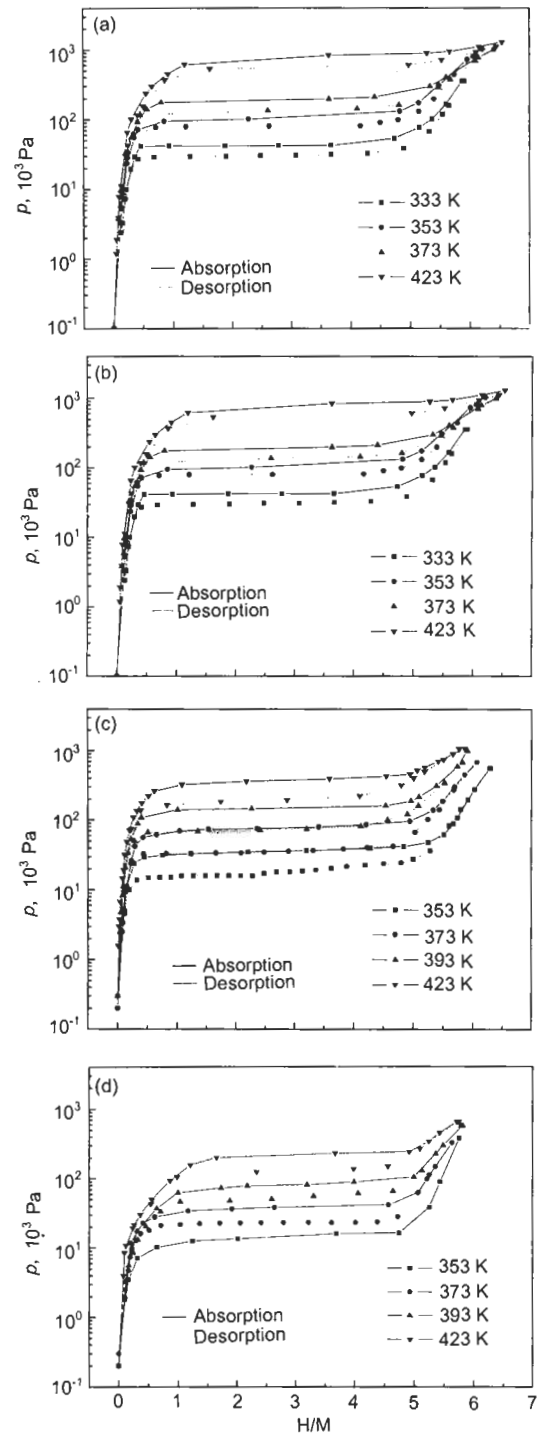 (a)
10³
10²
10¹
10⁰
10⁻¹
p, 10³ Pa
333 K
353 K
373 K
423 K
Absorption
Desorption
(b)
10³
10²
10¹
10⁰
10⁻¹
p, 10³ Pa
333 K
353 K
373 K
423 K
Absorption
Desorption
(c)
10³
10²
10¹
10⁰
10⁻¹
p, 10³ Pa
353 K
373 K
393 K
423 K
Absorption
Desorption
(d)
10³
10²
10¹
10⁰
10⁻¹
p, 10³ Pa
353 K
373 K
393 K
423 K
Absorption
Desorption
0 1 2 3 4 5 6 7
H/M